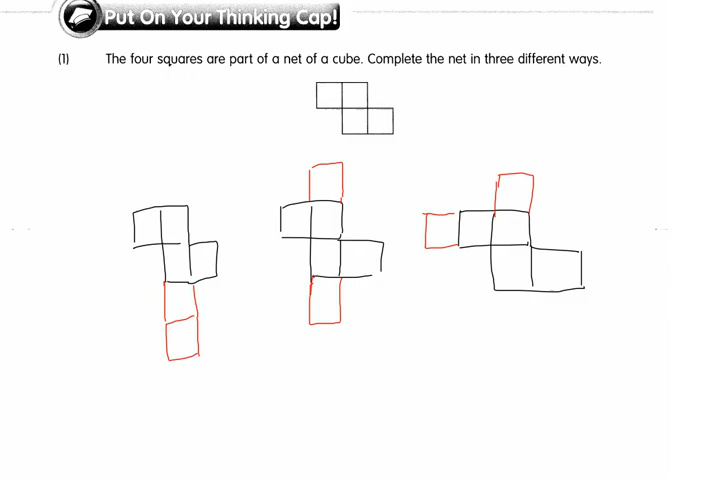 Put On Your Thinking Cap!
(1) The four squares are part of a net of a cube. Complete the net in three different ways.